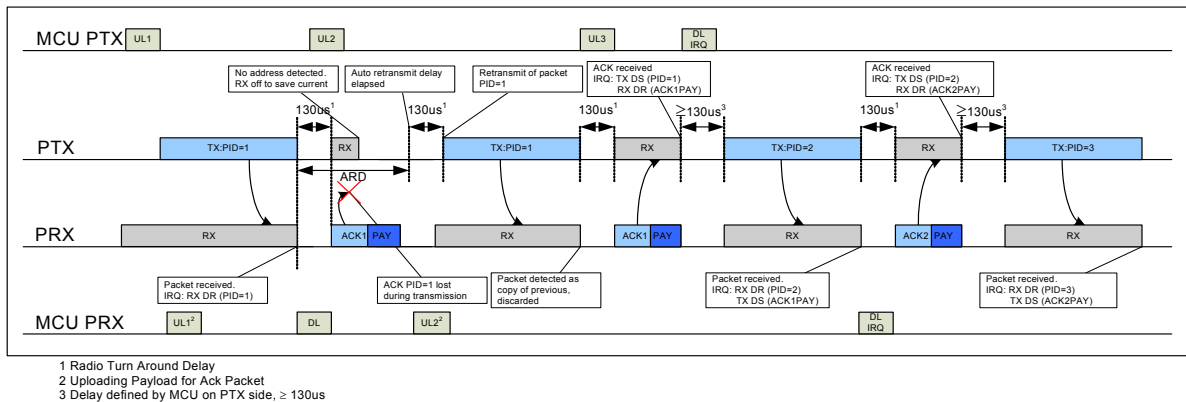 MCU PTX
UL1
UL2
UL3
DL
IRQ
No address detected.
RX off to save current
Auto retransmit delay
elapsed
Retransmit of packet
PID=1
ACK received
IRQ: TX DS (PID=1)
RX DR (ACK1PAY)
ACK received
IRQ: TX DS (PID=2)
RX DR (ACK2PAY)
130us¹
130us¹
130us¹
≥130us³
130us¹
≥130us³
PTX
TX:PID=1
RX
TX:PID=1
RX
TX:PID=2
RX
TX:PID=3
ARD
PRX
RX
ACK1 PAY
RX
ACK1 PAY
RX
ACK2 PAY
RX
Packet received.
IRQ: RX DR (PID=1)
ACK PID=1 lost
during transmission
Packet detected as
copy of previous,
discarded
Packet received.
IRQ: RX DR (PID=2)
TX DS (ACK1PAY)
Packet received.
IRQ: RX DR (PID=3)
TX DS (ACK2PAY)
MCU PRX
UL1²
DL
UL2²
DL
IRQ
1 Radio Turn Around Delay
2 Uploading Payload for Ack Packet
3 Delay defined by MCU on PTX side, ≥ 130us